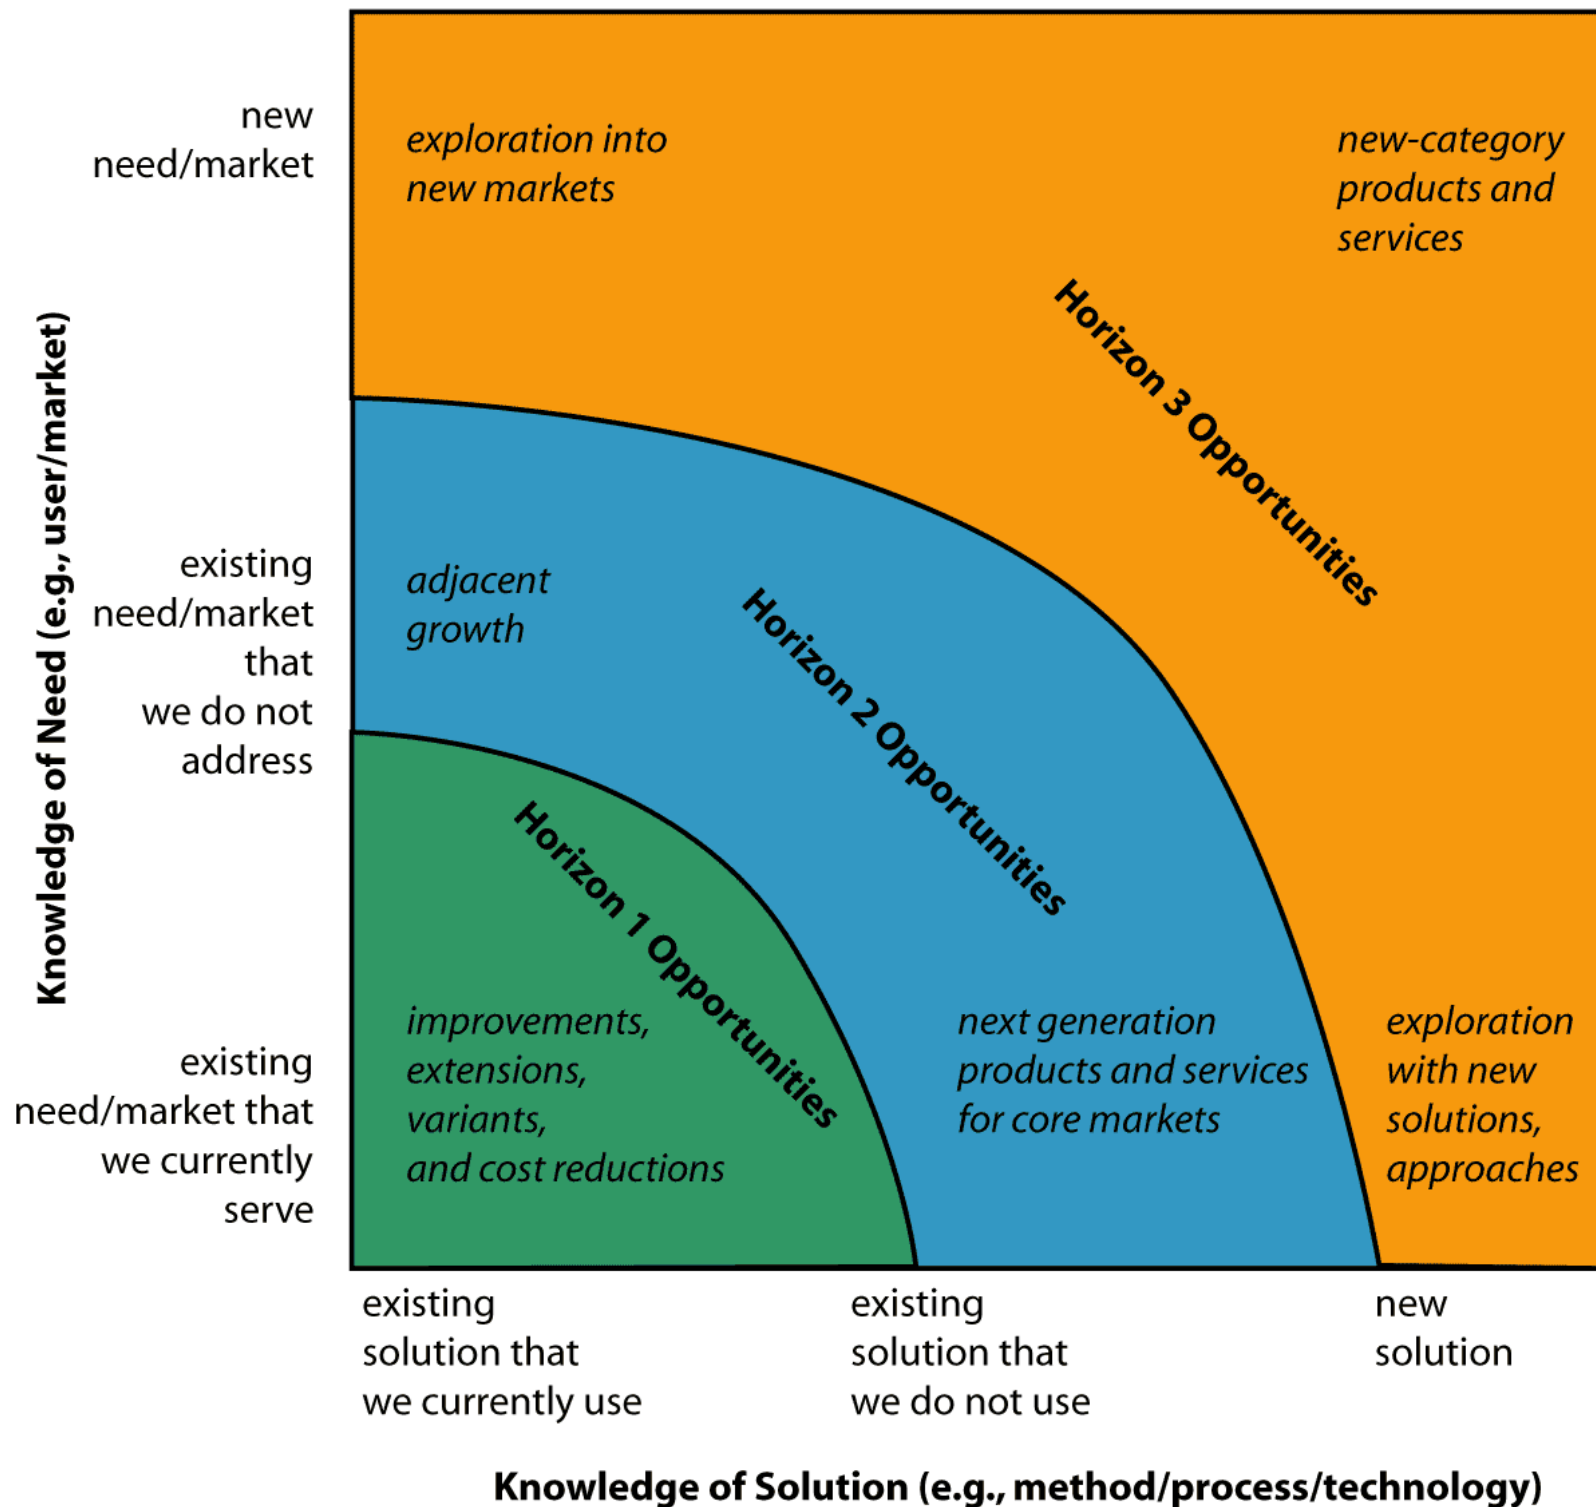 new
need/market
exploration into
new markets
new-category
products and
services
Horizon 3 Opportunities
Knowledge of Need (e.g., user/market)
existing
need/market
that
we do not
address
adjacent
growth
Horizon 2 Opportunities
Horizon 1 Opportunities
existing
need/market that
we currently
serve
improvements,
extensions,
variants,
and cost reductions
next generation
products and services
for core markets
exploration
with new
solutions,
approaches
existing
solution that
we currently use
existing
solution that
we do not use
new
solution
Knowledge of Solution (e.g., method/process/technology)